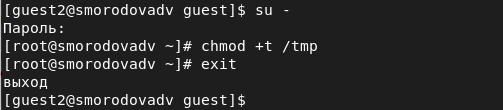 [guest2@smorodovadv guest]$ su -
Пароль:
[root@smorodovadv ~]# chmod +t /tmp
[root@smorodovadv ~]# exit
выход
[guest2@smorodovadv guest]$